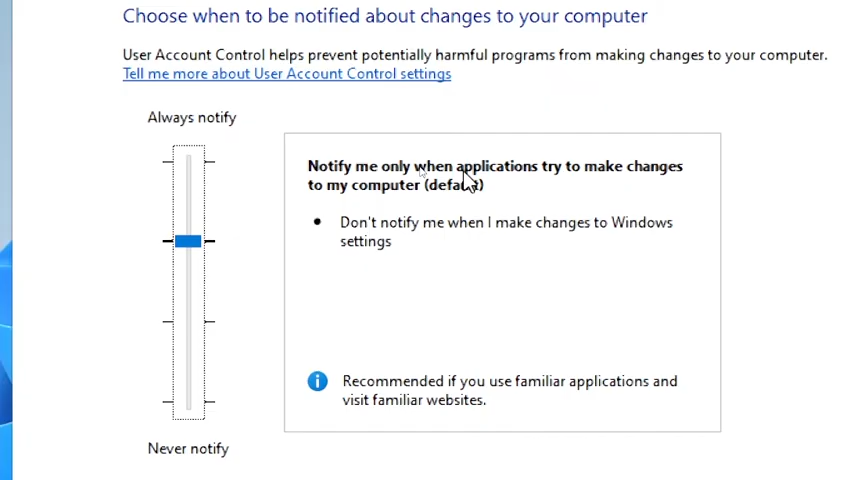 Choose when to be notified about changes to your computer
User Account Control helps prevent potentially harmful programs from making changes to your computer.
Tell me more about User Account Control settings
Always notify
Notify me only when applications try to make changes
to my computer (default)
Don't notify me when I make changes to Windows
settings
Recommended if you use familiar applications and
visit familiar websites.
Never notify